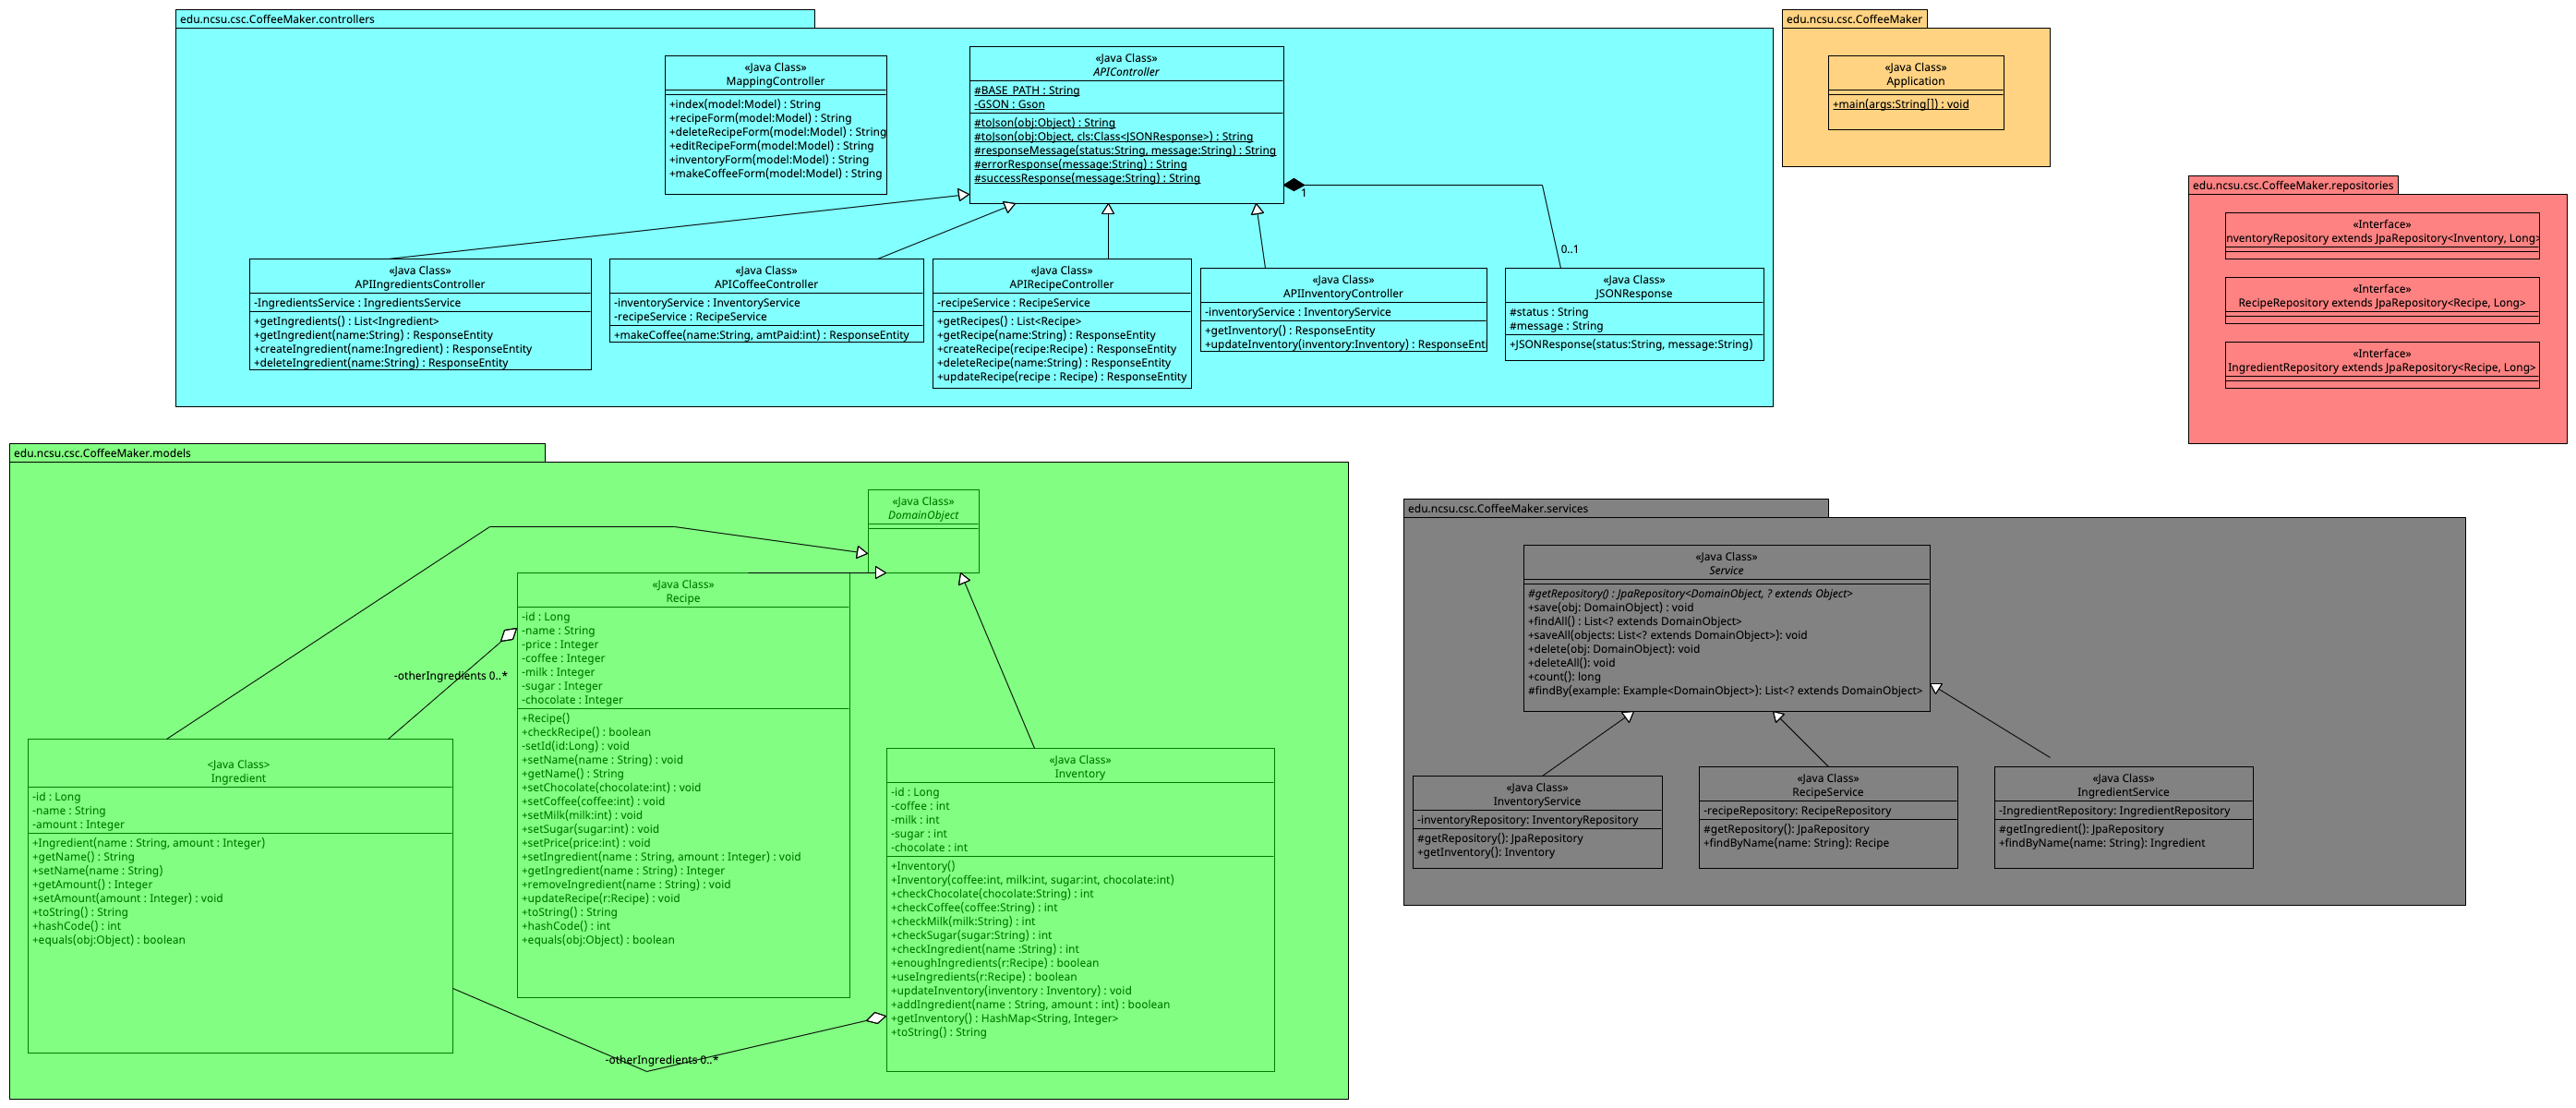 edu.ncsu.csc.CoffeeMaker.controllers
«Java Class»
MappingController
+index(model:Model) : String
+recipeForm(model:Model) : String
+deleteRecipeForm(model:Model) : String
+editRecipeForm(model:Model) : String
+inventoryForm(model:Model) : String
+makeCoffeeForm(model:Model) : String
«Java Class»
APIController
#BASE_PATH : String
-GSON : Gson
#toJson(obj:Object) : String
#toJson(obj:Object, cls:Class<JSONResponse>) : String
#responseMessage(status:String, message:String) : String
#errorResponse(message:String) : String
#successResponse(message:String) : String
1
0..1
«Java Class»
APIIngredientsController
-IngredientsService : IngredientsService
+getIngredients() : List<Ingredient>
+getIngredient(name:String) : ResponseEntity
+createIngredient(name:Ingredient) : ResponseEntity
+deleteIngredient(name:String) : ResponseEntity
«Java Class»
APICoffeeController
-inventoryService : InventoryService
-recipeService : RecipeService
+makeCoffee(name:String, amtPaid:int) : ResponseEntity
«Java Class»
APIRecipeController
-recipeService : RecipeService
+getRecipes() : List<Recipe>
+getRecipe(name:String) : ResponseEntity
+createRecipe(recipe:Recipe) : ResponseEntity
+deleteRecipe(name:String) : ResponseEntity
+updateRecipe(recipe : Recipe) : ResponseEntity
«Java Class»
APIInventoryController
-inventoryService : InventoryService
+getInventory() : ResponseEntity
+updateInventory(inventory:Inventory) : ResponseEnt
«Java Class»
JSONResponse
#status : String
#message : String
+JSONResponse(status:String, message:String)
edu.ncsu.csc.CoffeeMaker
«Java Class»
Application
+main(args:String[]) : void
edu.ncsu.csc.CoffeeMaker.repositories
«Interface»
nventoryRepository extends JpaRepository<Inventory, Long>
«Interface»
RecipeRepository extends JpaRepository<Recipe, Long>
«Interface»
IngredientRepository extends JpaRepository<Recipe, Long>
edu.ncsu.csc.CoffeeMaker.models
«Java Class»
DomainObject
«Java Class»
Recipe
-id : Long
-name : String
-price : Integer
-coffee : Integer
-milk : Integer
-sugar : Integer
-chocolate : Integer
+Recipe()
+checkRecipe() : boolean
-setId(id:Long) : void
+setName(name : String) : void
+getName() : String
+setChocolate(chocolate:int) : void
+setCoffee(coffee:int) : void
+setMilk(milk:int) : void
+setSugar(sugar:int) : void
+setPrice(price:int) : void
+setIngredient(name : String, amount : Integer) : void
+getIngredient(name : String) : Integer
+removeIngredient(name : String) : void
+updateRecipe(r:Recipe) : void
+toString() : String
+hashCode() : int
+equals(obj:Object) : boolean
-otherIngredients 0..*
<Java Class>
Ingredient
-id : Long
-name : String
-amount : Integer
+Ingredient(name : String, amount : Integer)
+getName() : String
+setName(name : String)
+getAmount() : Integer
+setAmount(amount : Integer) : void
+toString() : String
+hashCode() : int
+equals(obj:Object) : boolean
«Java Class»
Inventory
-id : Long
-coffee : int
-milk : int
-sugar : int
-chocolate : int
+Inventory()
+Inventory(coffee:int, milk:int, sugar:int, chocolate:int)
+checkChocolate(chocolate:String) : int
+checkCoffee(coffee:String) : int
+checkMilk(milk:String) : int
+checkSugar(sugar:String) : int
+checkIngredient(name :String) : int
+enoughIngredients(r:Recipe) : boolean
+useIngredients(r:Recipe) : boolean
+updateInventory(inventory : Inventory) : void
+addIngredient(name : String, amount : int) : boolean
+getInventory() : HashMap<String, Integer>
+toString() : String
-otherIngredients 0..*
edu.ncsu.csc.CoffeeMaker.services
«Java Class»
Service
#getRepository() : JpaRepository<DomainObject, ? extends Object>
+save(obj: DomainObject) : void
+findAll() : List<? extends DomainObject>
+saveAll(objects: List<? extends DomainObject>): void
+delete(obj: DomainObject): void
+deleteAll(): void
+count(): long
#findBy(example: Example<DomainObject>): List<? extends DomainObject>
«Java Class»
InventoryService
-inventoryRepository: InventoryRepository
#getRepository(): JpaRepository
+getInventory(): Inventory
«Java Class»
RecipeService
-recipeRepository: RecipeRepository
#getRepository(): JpaRepository
+findByName(name: String): Recipe
«Java Class»
IngredientService
-IngredientRepository: IngredientRepository
#getIngredient(): JpaRepository
+findByName(name: String): Ingredient